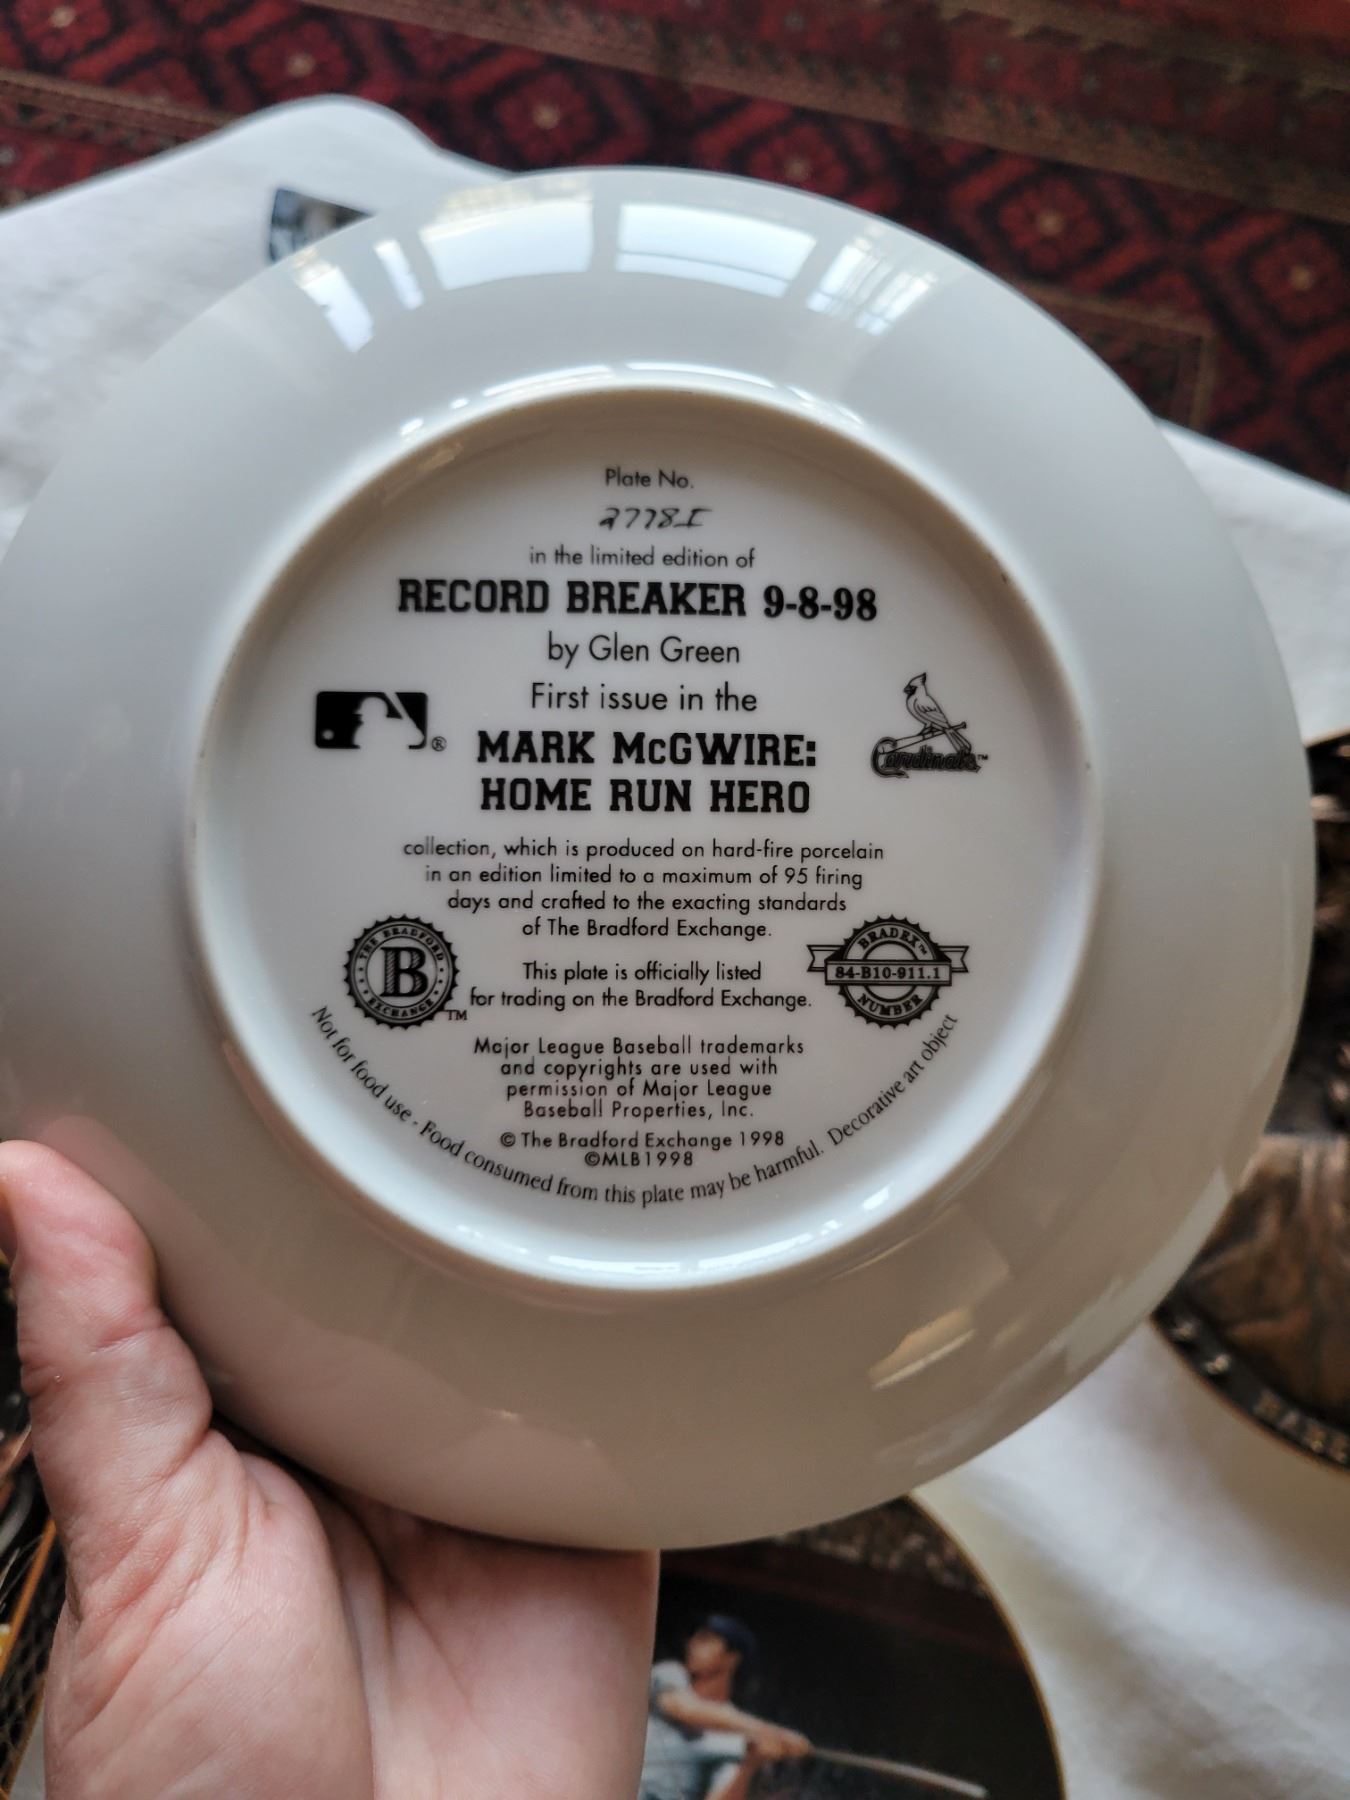 Plate No.
2778I
in the limited edition of
RECORD BREAKER 9-8-98
by Glen Green
First issue in the
MARK McGWIRE:
HOME RUN HERO
®
Cardinals™
collection, which is produced on hard-fire porcelain
in an edition limited to a maximum of 95 firing
days and crafted to the exacting standards
of The Bradford Exchange.
THE BRADFORD
B
EXCHANGE
TM
BRADEX™
84-B10-911.1
NUMBER
This plate is officially listed
for trading on the Bradford Exchange.
Major League Baseball trademarks
and copyrights are used with
permission of Major League
Baseball Properties, Inc.
© The Bradford Exchange 1998
©MLB1998
Not for food use - Food consumed from this plate may be harmful. Decorative art object